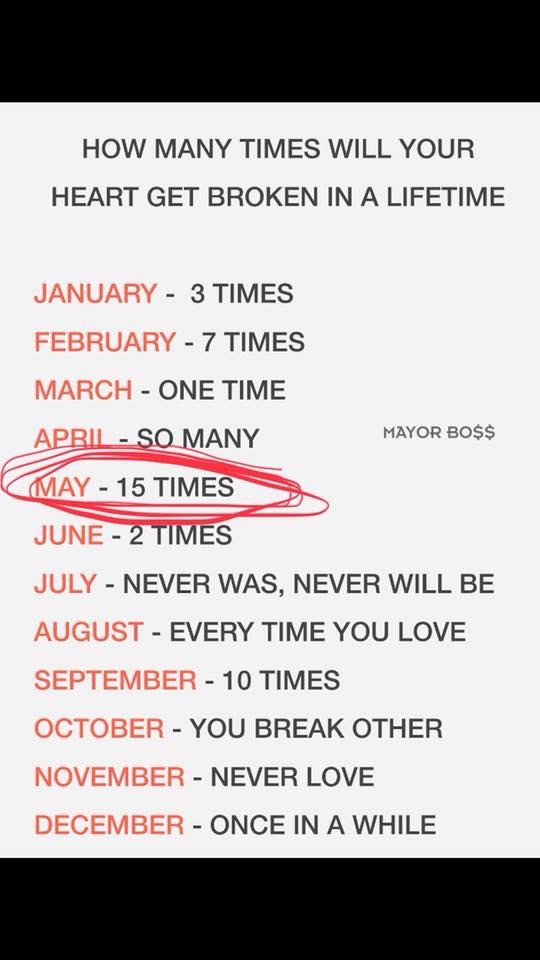 HOW MANY TIMES WILL YOUR
HEART GET BROKEN IN A LIFETIME
JANUARY - 3 TIMES
FEBRUARY - 7 TIMES
MARCH - ONE TIME
APRIL - SO MANY
MAYOR BO$$
MAY - 15 TIMES
JUNE - 2 TIMES
JULY - NEVER WAS, NEVER WILL BE
AUGUST - EVERY TIME YOU LOVE
SEPTEMBER - 10 TIMES
OCTOBER - YOU BREAK OTHER
NOVEMBER - NEVER LOVE
DECEMBER - ONCE IN A WHILE